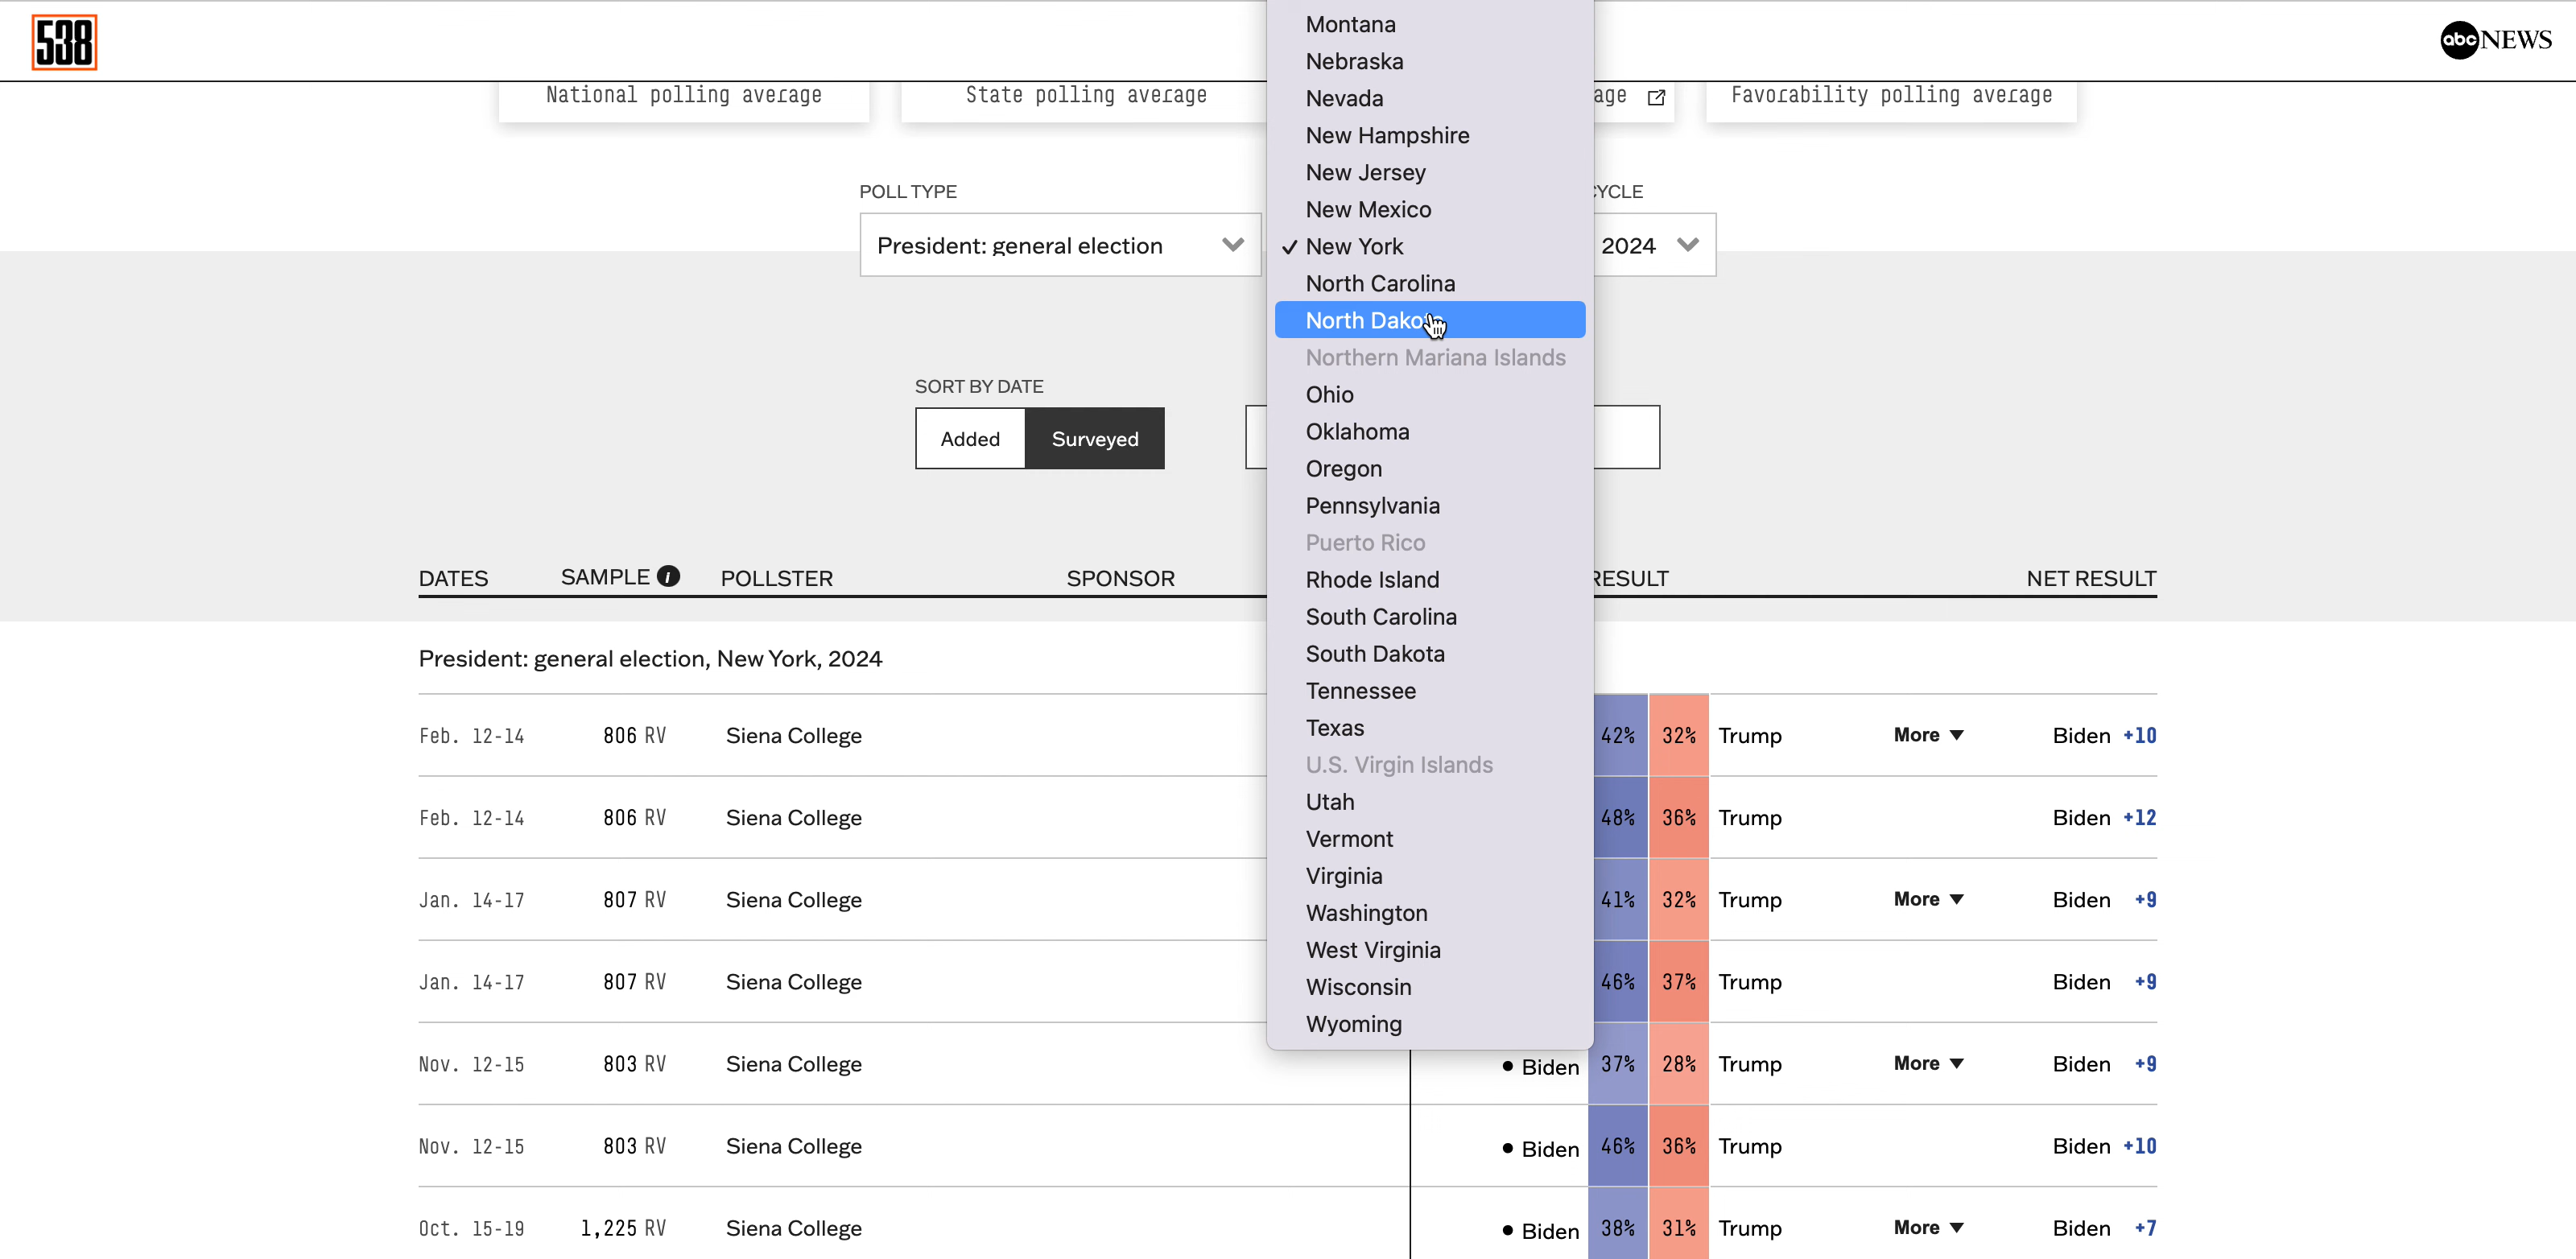 538
abc NEWS
National polling average
State polling average
age
Favorability polling average
POLL TYPE
President: general election
CYCLE
2024
Montana
Nebraska
Nevada
New Hampshire
New Jersey
New Mexico
✓ New York
North Carolina
North Dakota
Northern Mariana Islands
Ohio
Oklahoma
Oregon
Pennsylvania
Puerto Rico
Rhode Island
South Carolina
South Dakota
Tennessee
Texas
U.S. Virgin Islands
Utah
Vermont
Virginia
Washington
West Virginia
Wisconsin
Wyoming
SORT BY DATE
Added Surveyed
DATES SAMPLE i POLLSTER SPONSOR RESULT NET RESULT
President: general election, New York, 2024
Feb. 12-14 806 RV Siena College 42% 32% Trump More Biden +10
Feb. 12-14 806 RV Siena College 48% 36% Trump Biden +12
Jan. 14-17 807 RV Siena College 41% 32% Trump More Biden +9
Jan. 14-17 807 RV Siena College 46% 37% Trump Biden +9
Nov. 12-15 803 RV Siena College • Biden 37% 28% Trump More Biden +9
Nov. 12-15 803 RV Siena College • Biden 46% 36% Trump Biden +10
Oct. 15-19 1,225 RV Siena College • Biden 38% 31% Trump More Biden +7